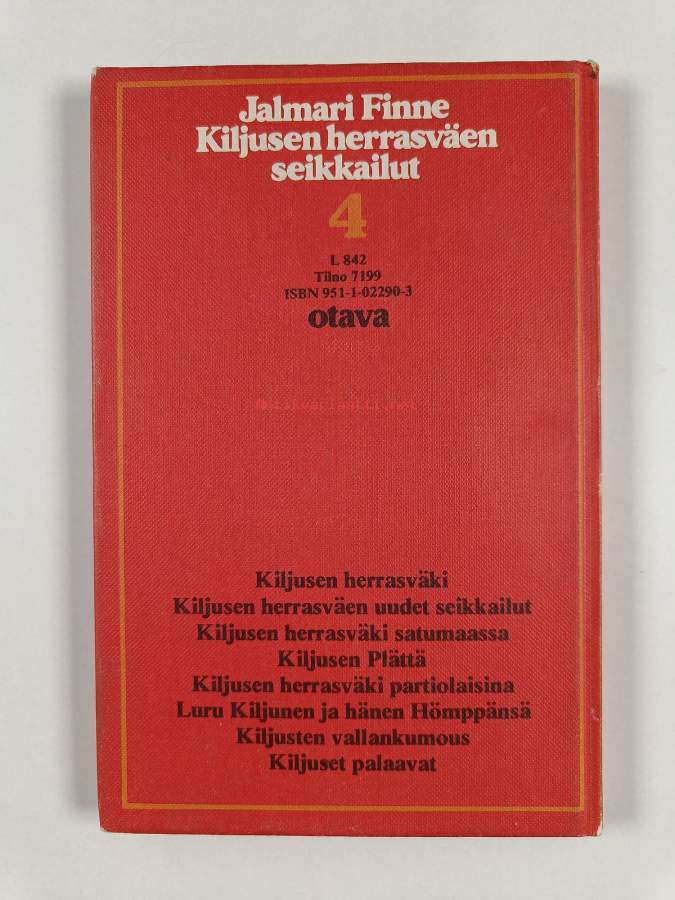 Jalmari Finne
Kiljusen herrasväen
seikkailut
4
L 842
Tilno 7199
ISBN 951-1-02290-3
otava
Antikvariaatti.net
Kiljusen herrasväki
Kiljusen herrasväen uudet seikkailut
Kiljusen herrasväki satumaassa
Kiljusen Plättä
Kiljusen herrasväki partiolaisina
Luru Kiljunen ja hänen Hömppänsä
Kiljusten vallankumous
Kiljuset palaavat